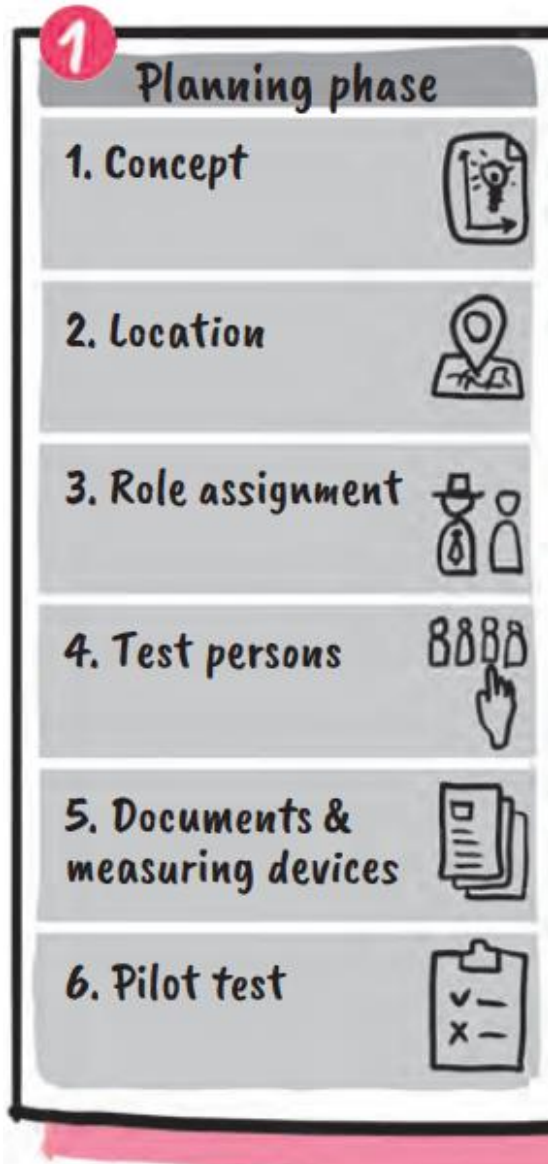 1
Planning phase
1. Concept
2. Location
3. Role assignment
4. Test persons
5. Documents &
measuring devices
6. Pilot test